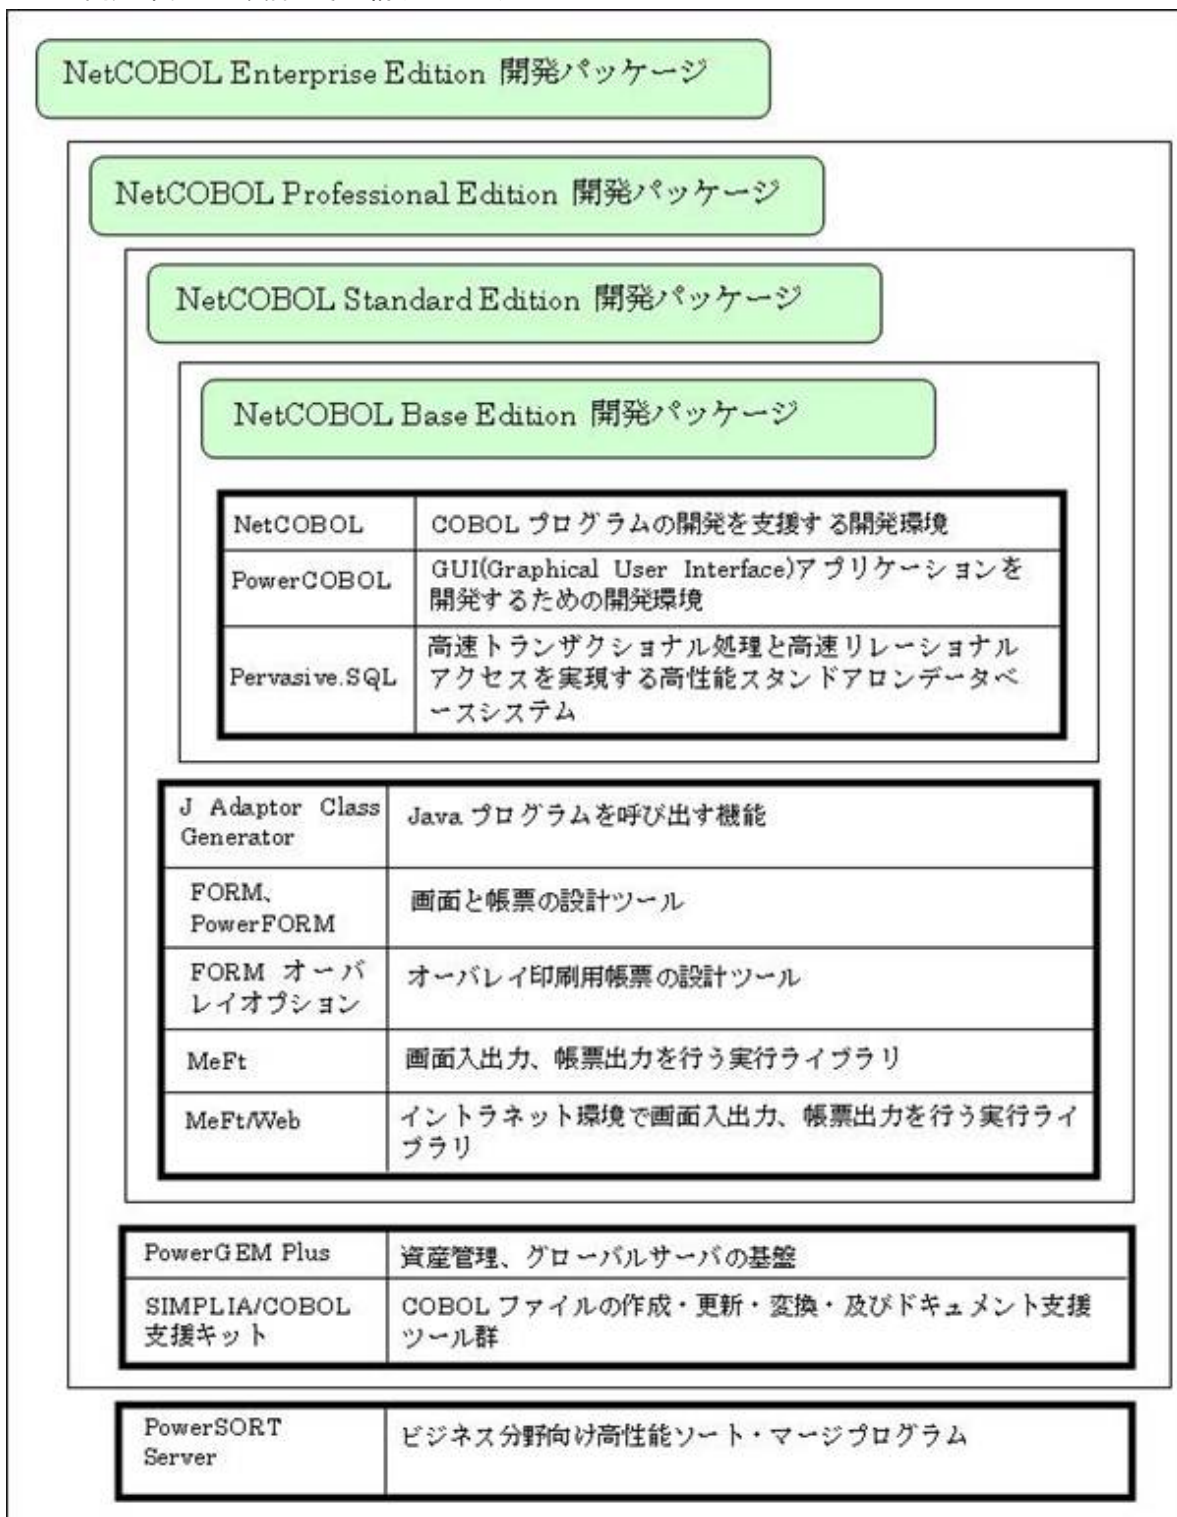 NetCOBOL Enterprise Edition 開発パッケージ
NetCOBOL Professional Edition 開発パッケージ
NetCOBOL Standard Edition 開発パッケージ
NetCOBOL Base Edition 開発パッケージ
NetCOBOL
COBOL プログラムの開発を支援する開発環境
PowerCOBOL
GUI(Graphical User Interface)アプリケーションを
開発するための開発環境
Pervasive.SQL
高速トランザクショナル処理と高速リレーショナル
アクセスを実現する高性能スタンドアロンデータベ
ースシステム
J Adaptor Class
Generator
Java プログラムを呼び出す機能
FORM、
PowerFORM
画面と帳票の設計ツール
FORM オーバ
レイオプション
オーバレイ印刷用帳票の設計ツール
MeFt
画面入出力、帳票出力を行う実行ライブラリ
MeFt/Web
イントラネット環境で画面入出力、帳票出力を行う実行ライ
ブラリ
PowerGEM Plus
資産管理、グローバルサーバの基盤
SIMPLIA/COBOL
支援キット
COBOL ファイルの作成・更新・変換・及びドキュメント支援
ツール群
PowerSORT
Server
ビジネス分野向け高性能ソート・マージプログラム